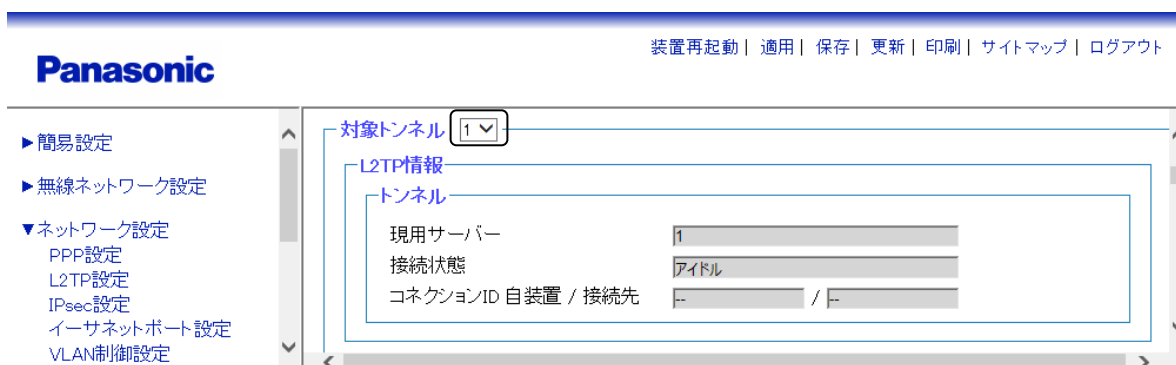 装置再起動| 適用| 保存| 更新| 印刷| サイトマップ| ログアウト
Panasonic
►簡易設定
►無線ネットワーク設定
▼ネットワーク設定
PPP設定
L2TP設定
IPsec設定
イーサネットポート設定
VLAN制御設定
対象トンネル 1
L2TP情報
トンネル
現用サーバー 1
接続状態 アイドル
コネクションID 自装置 / 接続先 -- / --